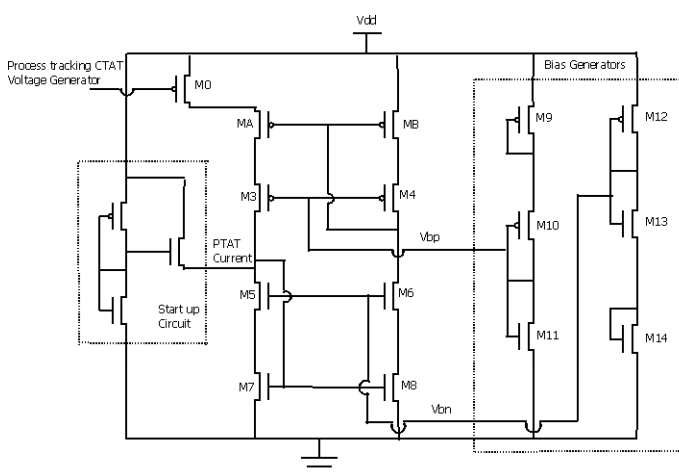 Vdd
Process tracking CTAT
Voltage Generator
Bias Generators
M0
MA
MB
M9
M12
M3
M4
M10
M13
PTAT
Current
Vbp
M5
M6
Start up
Circuit
M11
M14
M7
M8
Vbn